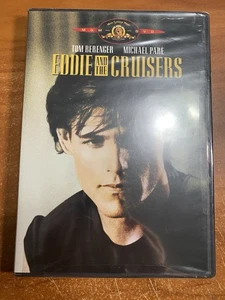 TOM BERENGER MICHAEL PARÉ
EDDIE AND THE CRUISERS